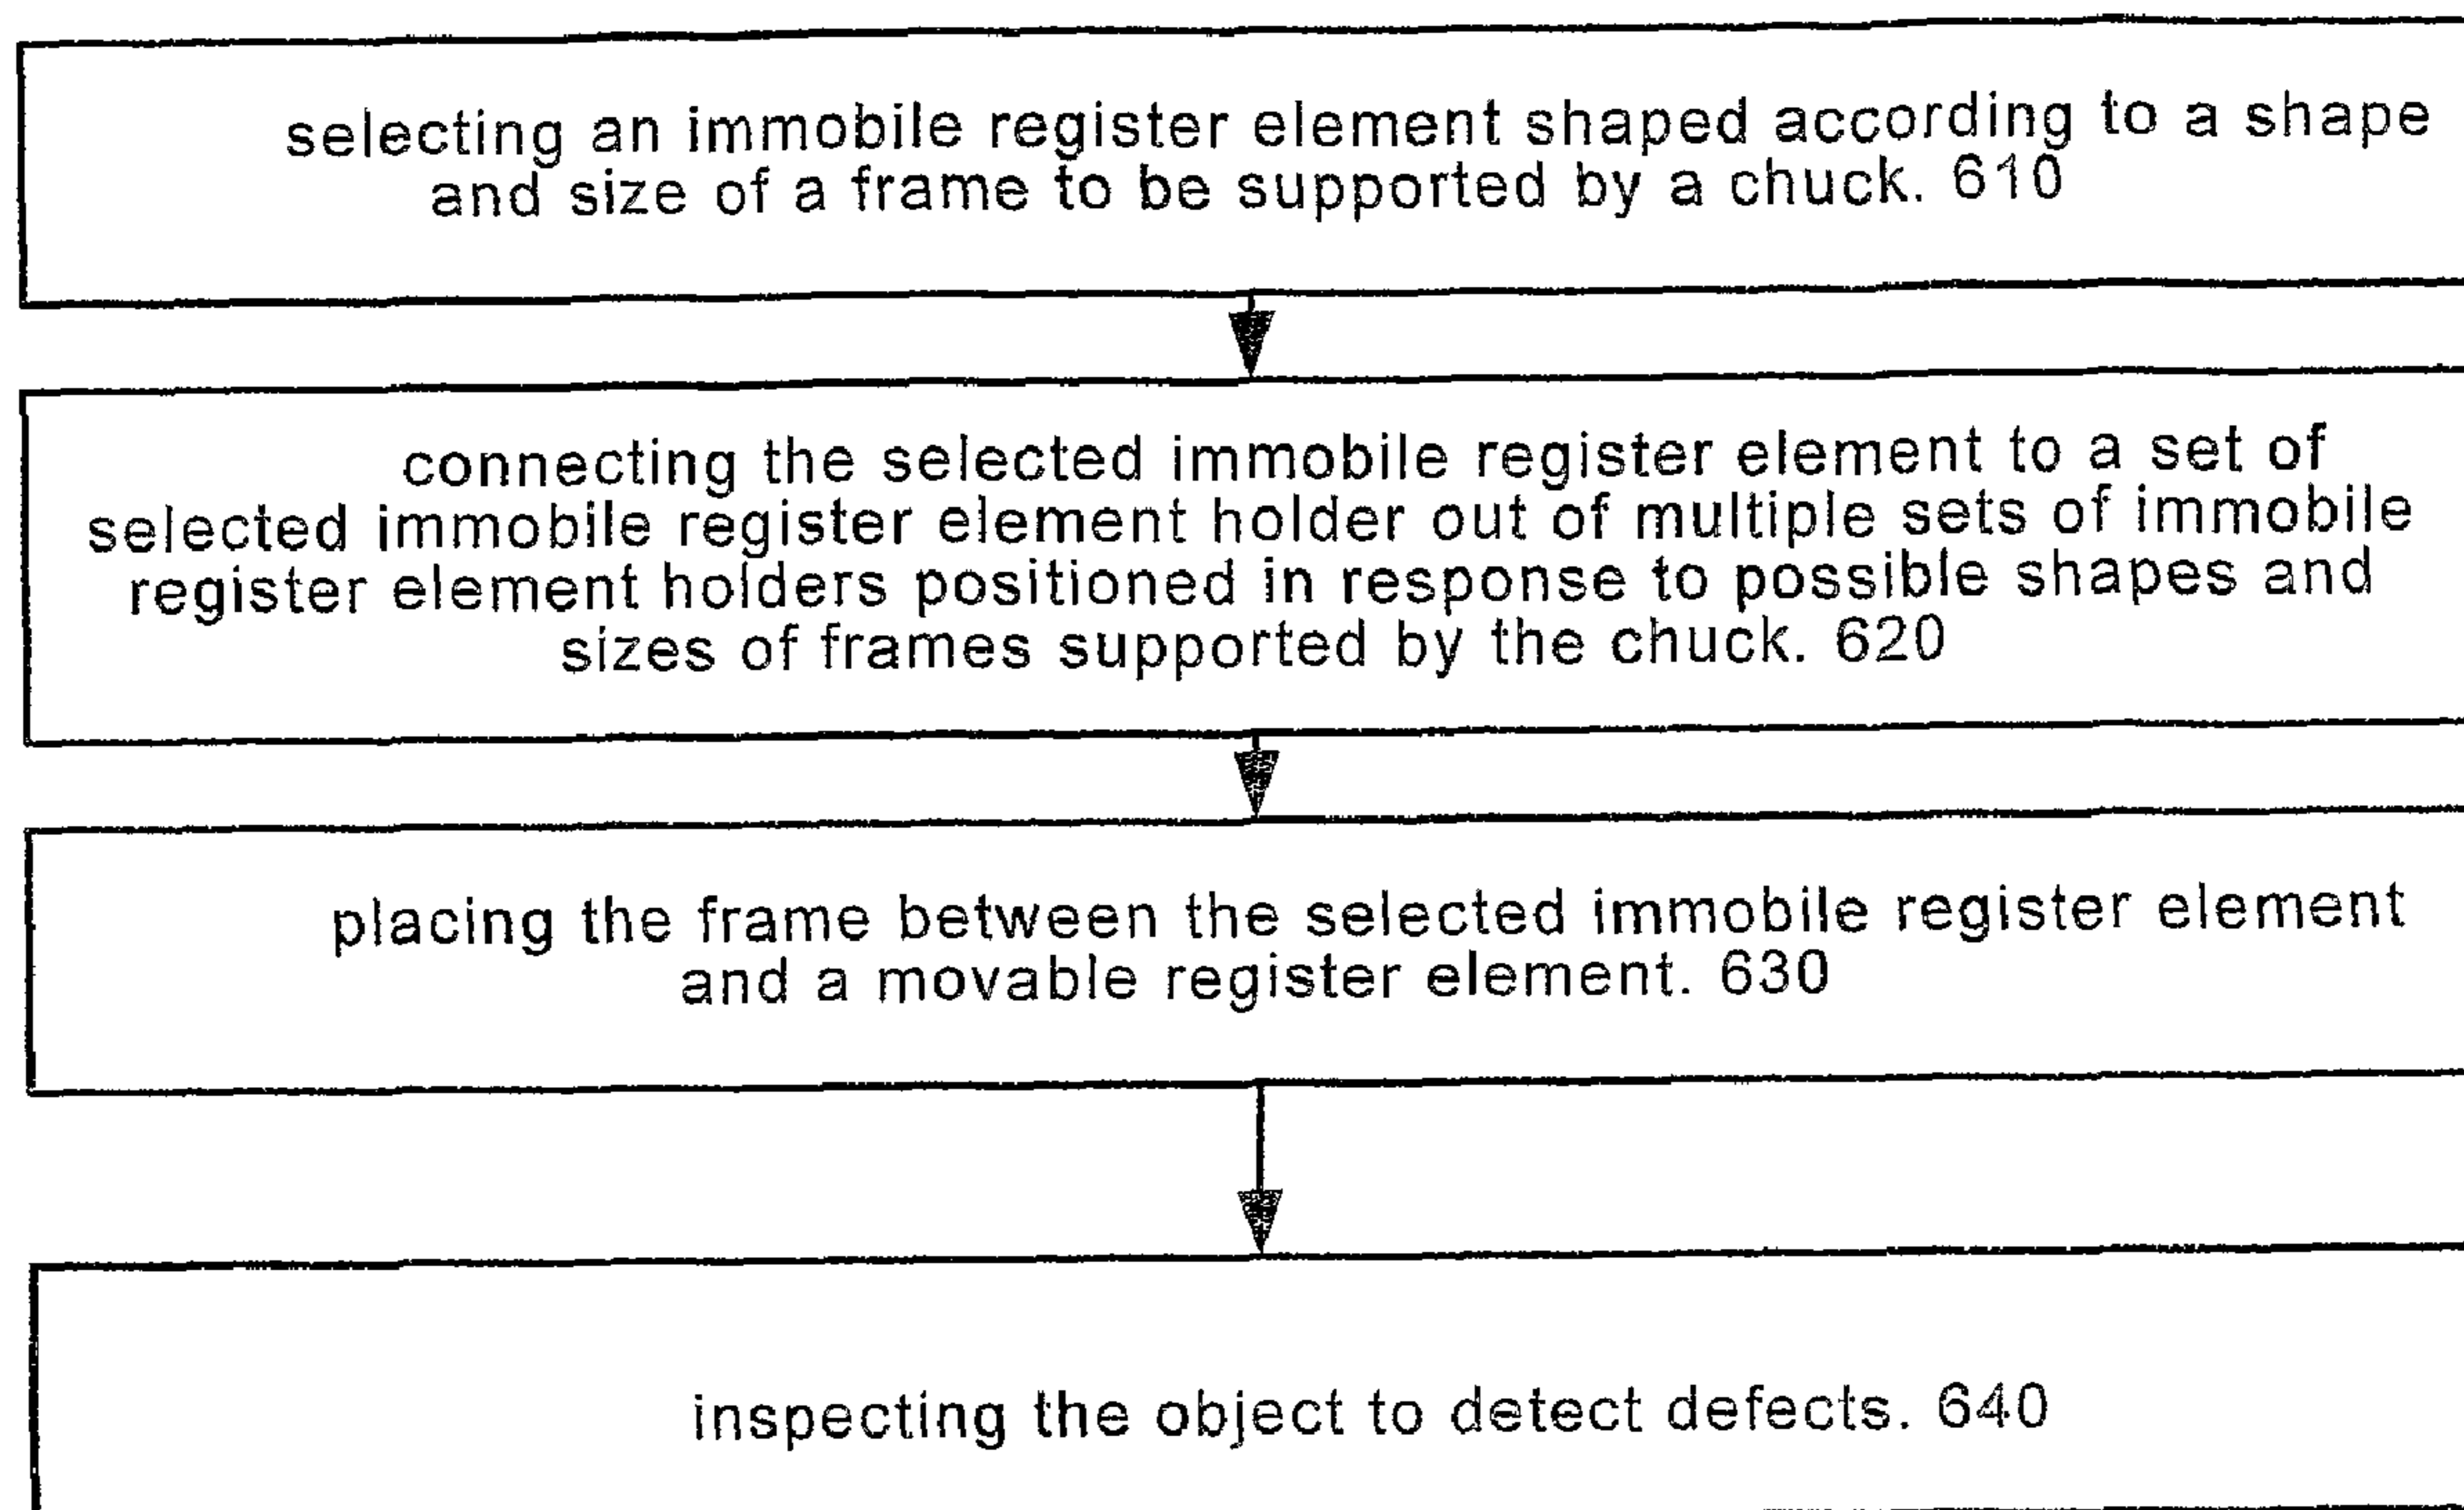 selecting an immobile register element shaped according to a shape
and size of a frame to be supported by a chuck. 610
connecting the selected immobile register element to a set of
selected immobile register element holder out of multiple sets of immobile
register element holders positioned in response to possible shapes and
sizes of frames supported by the chuck. 620
placing the frame between the selected immobile register element
and a movable register element. 630
inspecting the object to detect defects. 640